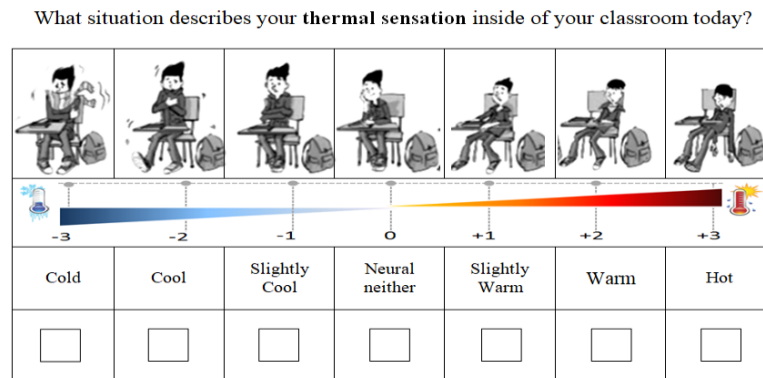 What situation describes your thermal sensation inside of your classroom today?
-3 -2 -1 0 +1 +2 +3
Cold
Cool
Slightly
Cool
Neural
neither
Slightly
Warm
Warm
Hot